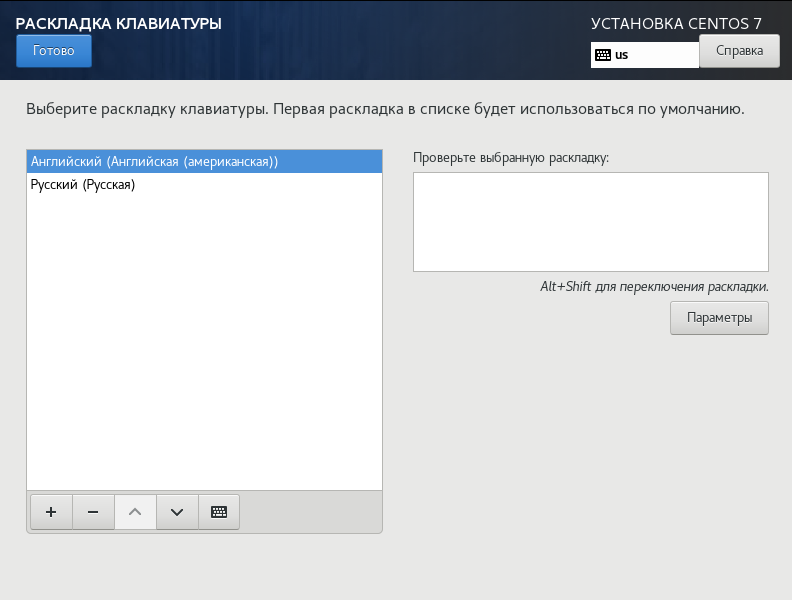 РАСКЛАДКА КЛАВИАТУРЫ
УСТАНОВКА CENTOS 7
Готово
us
Справка
Выберите раскладку клавиатуры. Первая раскладка в списке будет использоваться по умолчанию.
Английский (Английская (американская))
Русский (Русская)
Проверьте выбранную раскладку:
Alt+Shift для переключения раскладки.
Параметры